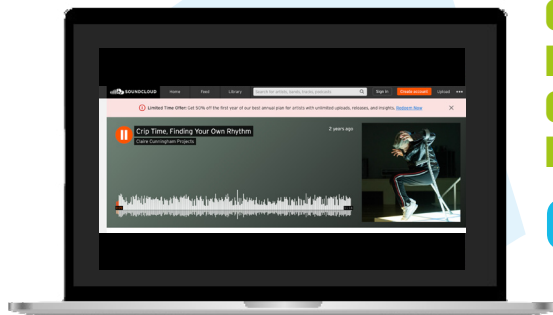 SOUNDCLOUD Home Feed Library Search for artists, bands, tracks, podcasts Sign in Create account Upload
Limited Time Offer: Get 50% off the first year of our best annual plan for artists with unlimited uploads, releases, and insights. Redeem Now
Crip Time, Finding Your Own Rhythm 2 years ago
Claire Cunningham Projects